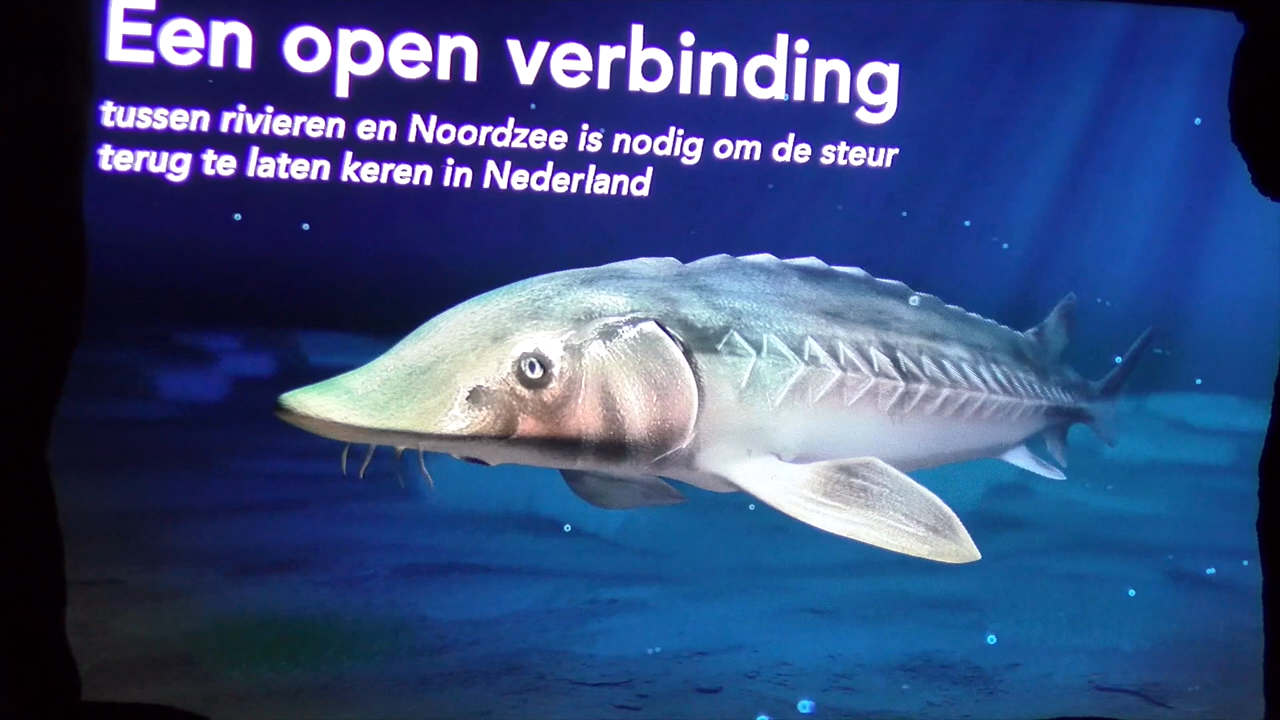 Een open verbinding
tussen rivieren en Noordzee is nodig om de steur
terug te laten keren in Nederland